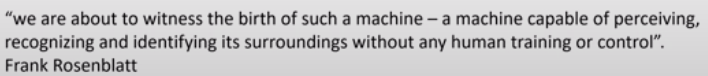 “we are about to witness the birth of such a machine – a machine capable of perceiving,
recognizing and identifying its surroundings without any human training or control”.
Frank Rosenblatt